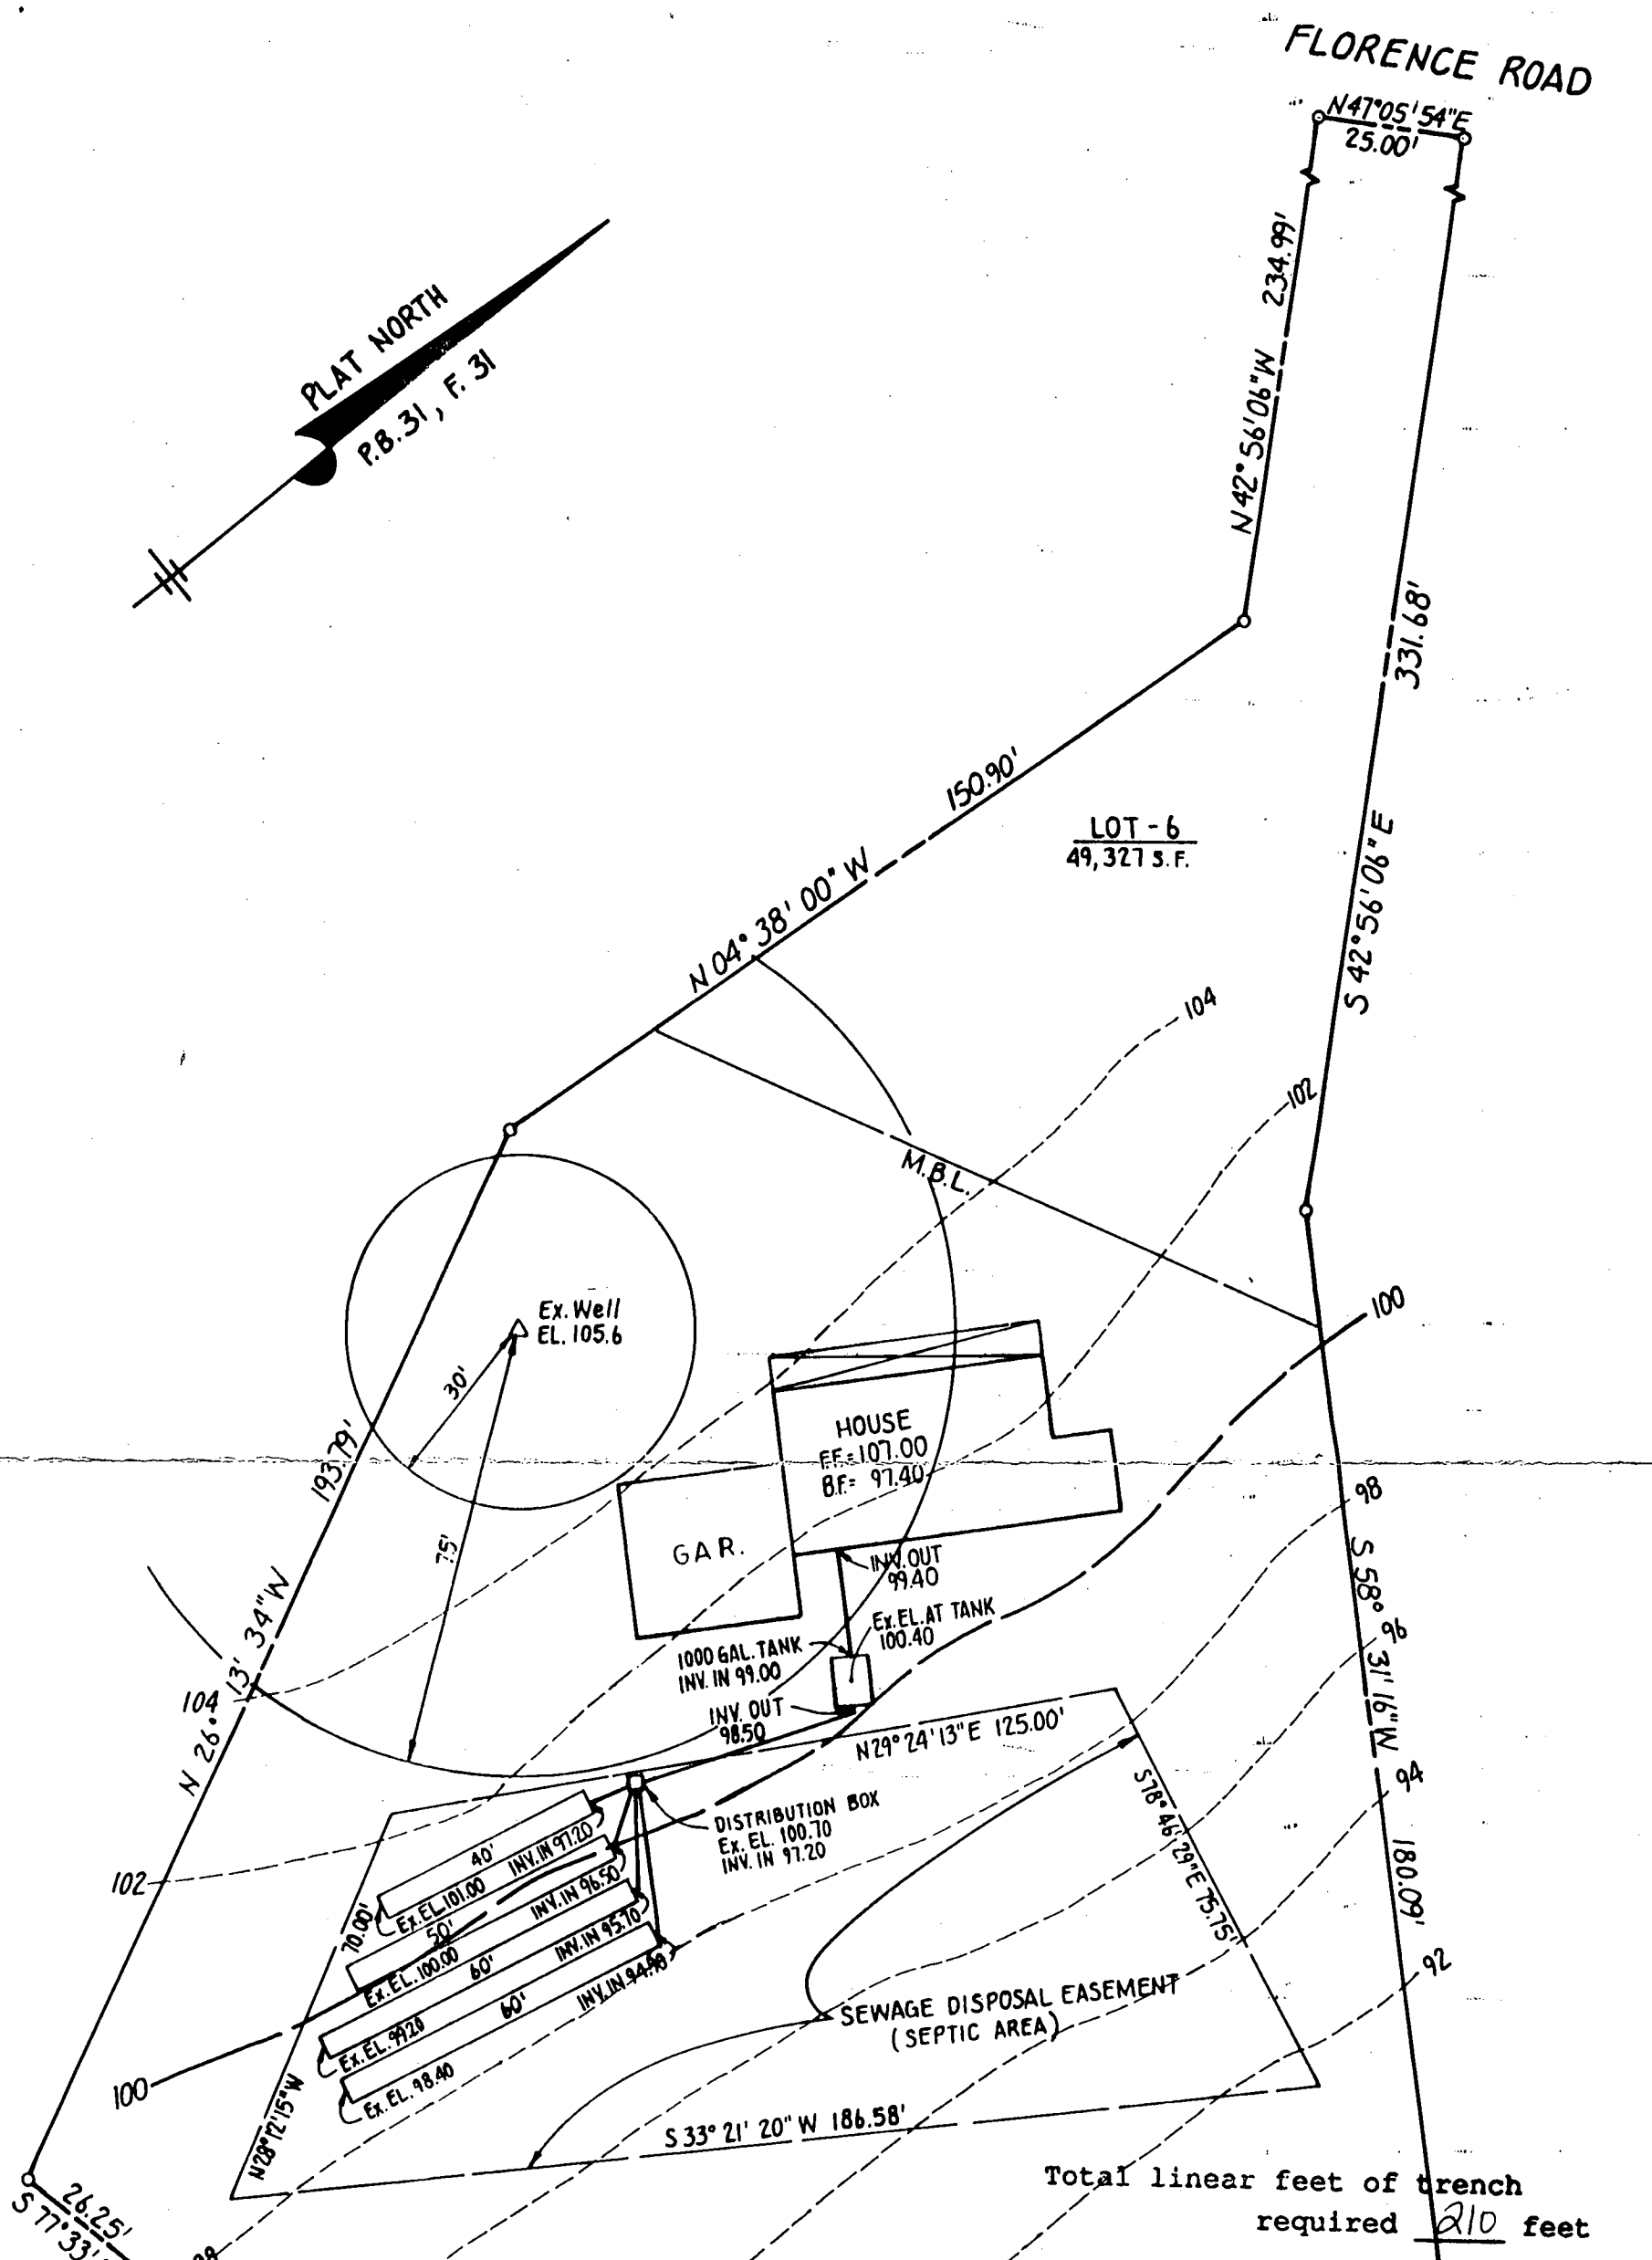 FLORENCE ROAD
N47°05'54"E
25.00'
PLAT NORTH
P.B. 31, F. 31
N 42° 56' 06" W 234.99'
331.68'
S 42° 56' 06" E
150.90'
N 04° 38' 00" W
LOT - 6
49,327 S.F.
104
102
M.B.L.
100
Ex. Well
EL. 105.6
30'
75'
193.79'
N 26° 13' 34" W
HOUSE
F.F. = 107.00
B.F. = 97.40
GAR.
INV. OUT
99.40
Ex. EL. AT TANK
100.40
1000 GAL. TANK
INV. IN 99.00
INV. OUT
98.50
98
S 58° 31' 16" W
96
94
180.09'
92
104
N29° 24' 13" E 125.00'
S78° 46' 29"E 75.75'
DISTRIBUTION BOX
Ex. EL. 100.70
INV. IN 97.20
102
40'
INV. IN 97.20
Ex. EL. 101.00
50'
INV. IN 96.50
Ex. EL. 100.00
60'
INV. IN 95.70
Ex. EL. 99.20
60'
INV. IN
Ex. EL. 98.40
70.00'
N28° 12' 15" W
100
SEWAGE DISPOSAL EASEMENT
(SEPTIC AREA)
S 33° 21' 20" W 186.58'
26.25'
S 77° 33'
98
Total linear feet of trench
required 210 feet